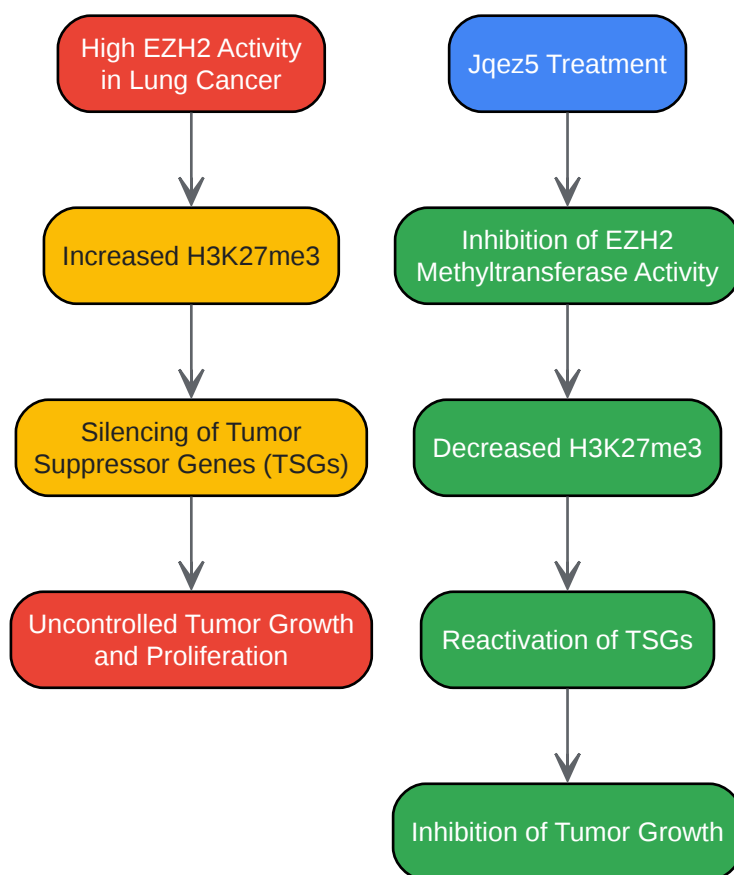 High EZH2 Activity
in Lung Cancer
Increased H3K27me3
Silencing of Tumor
Suppressor Genes (TSGs)
Uncontrolled Tumor Growth
and Proliferation
Jqez5 Treatment
Inhibition of EZH2
Methyltransferase Activity
Decreased H3K27me3
Reactivation of TSGs
Inhibition of Tumor Growth